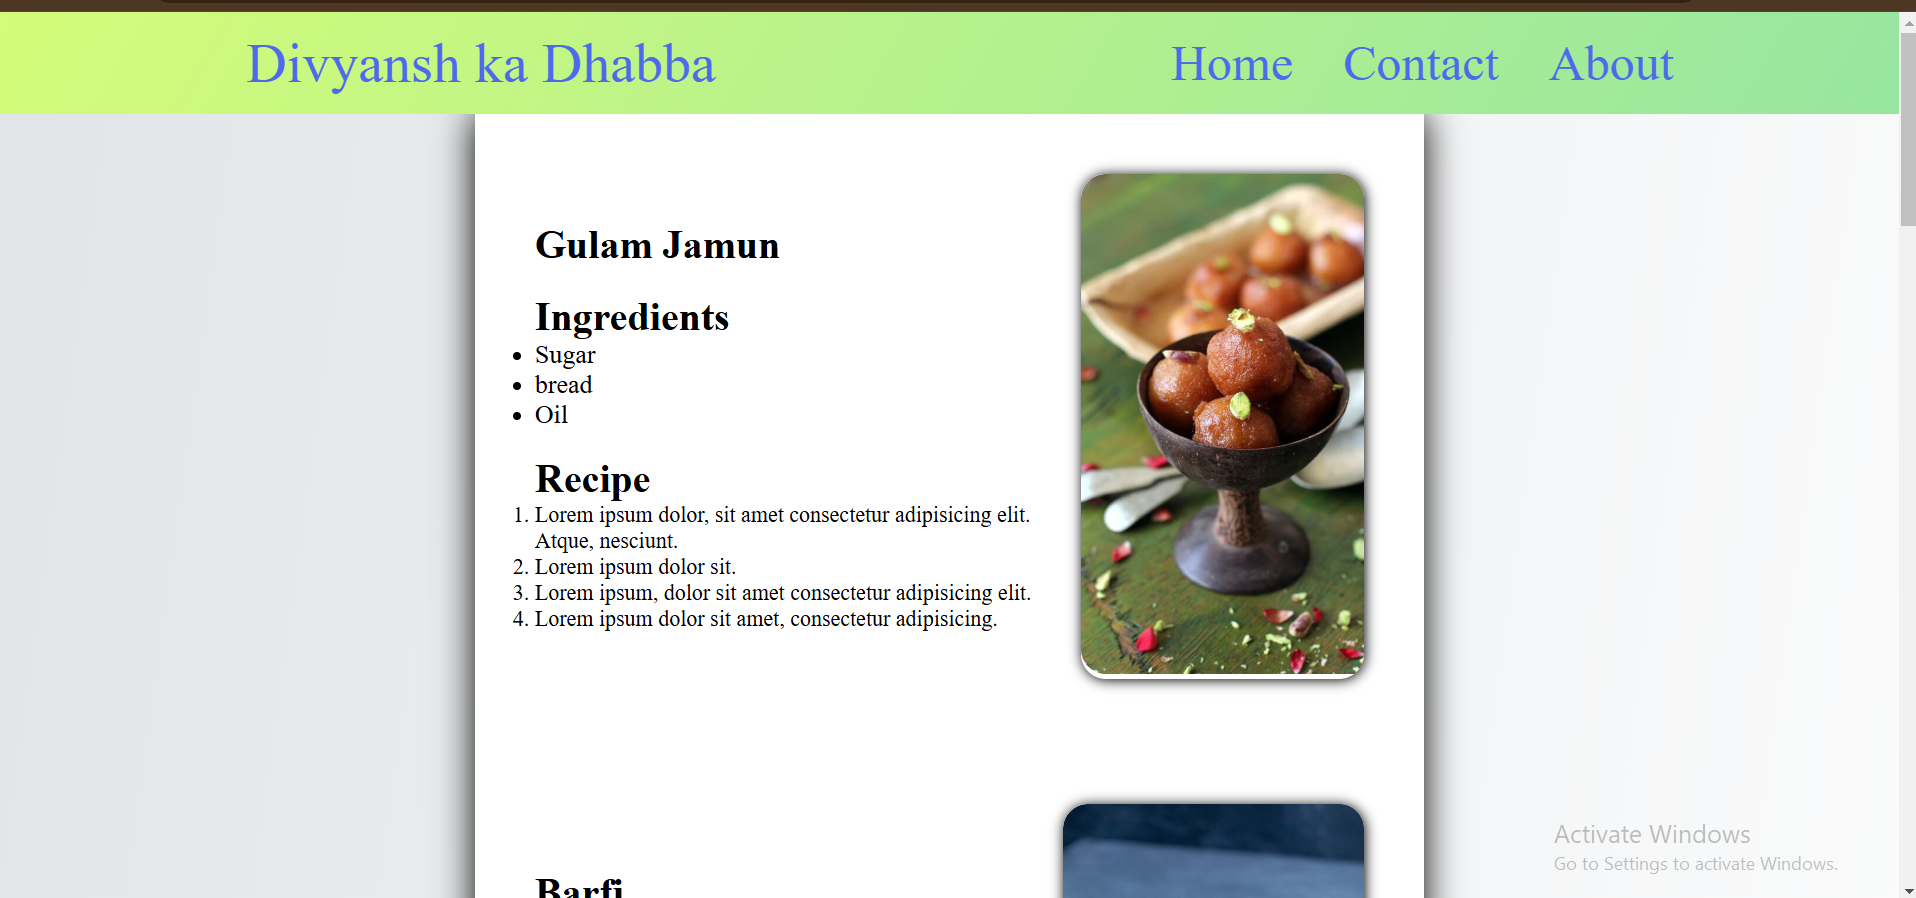 Divyansh ka Dhabba
Home Contact About
Gulam Jamun
Ingredients
• Sugar
• bread
• Oil
Recipe
1. Lorem ipsum dolor, sit amet consectetur adipisicing elit.
Atque, nesciunt.
2. Lorem ipsum dolor sit.
3. Lorem ipsum, dolor sit amet consectetur adipisicing elit.
4. Lorem ipsum dolor sit amet, consectetur adipisicing.
Barfi
Activate Windows
Go to Settings to activate Windows.